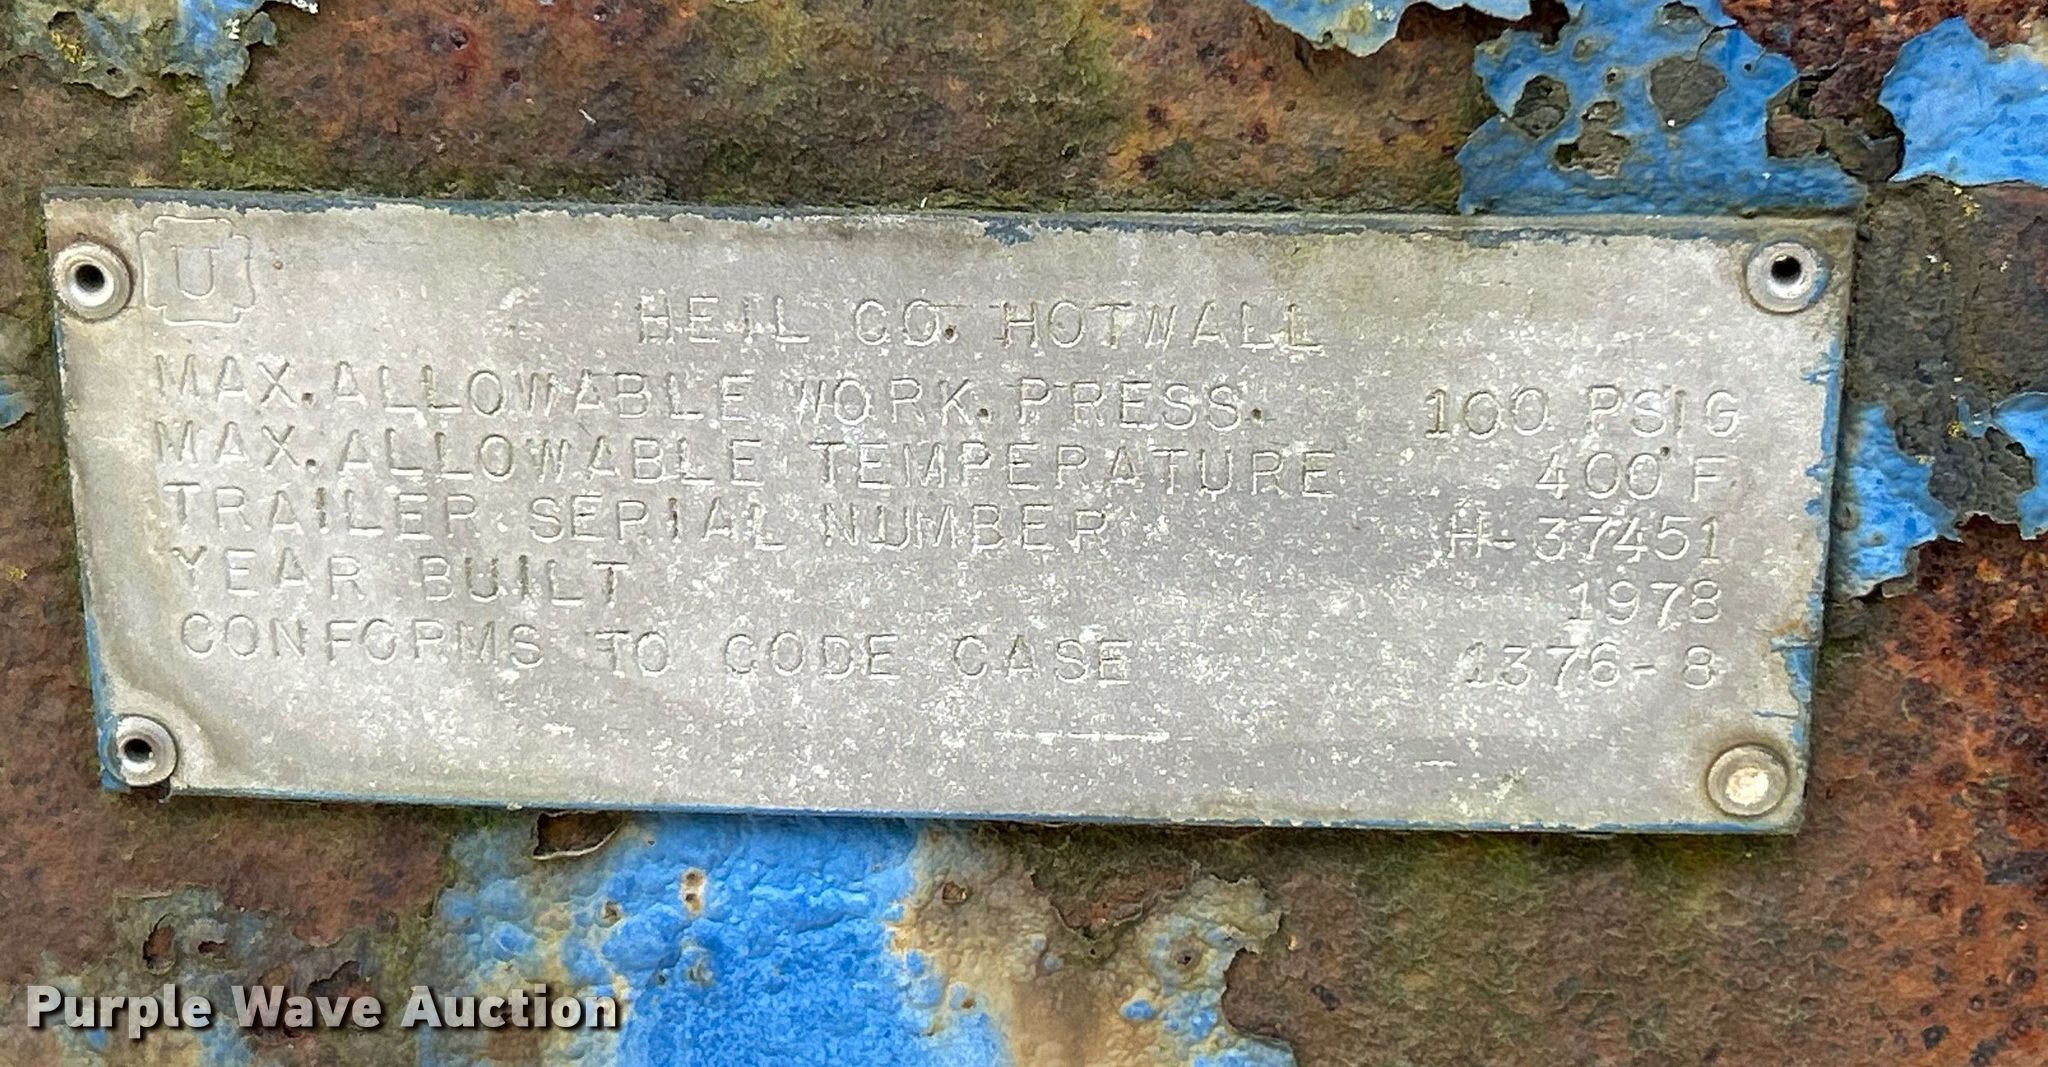 U
HEIL CO. HOTWALL
MAX. ALLOWABLE WORK. PRESS. 100 PSIG
MAX. ALLOWABLE TEMPERATURE 400°F
TRAILER SERIAL NUMBER H-37451
YEAR BUILT 1978
CONFORMS TO CODE CASE 1376-8
Purple Wave Auction